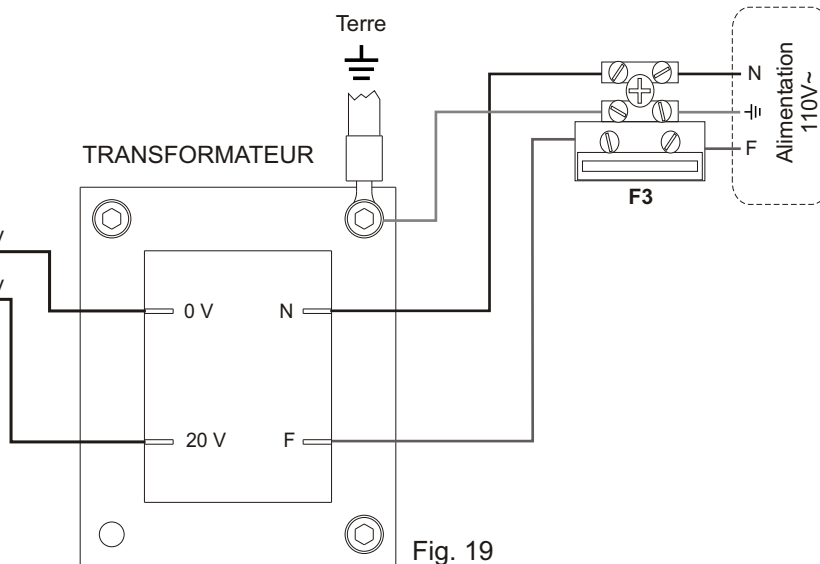 Terre
TRANSFORMATEUR
N
F
Alimentation
110V~
F3
V
V
0 V
N
20 V
F
Fig. 19